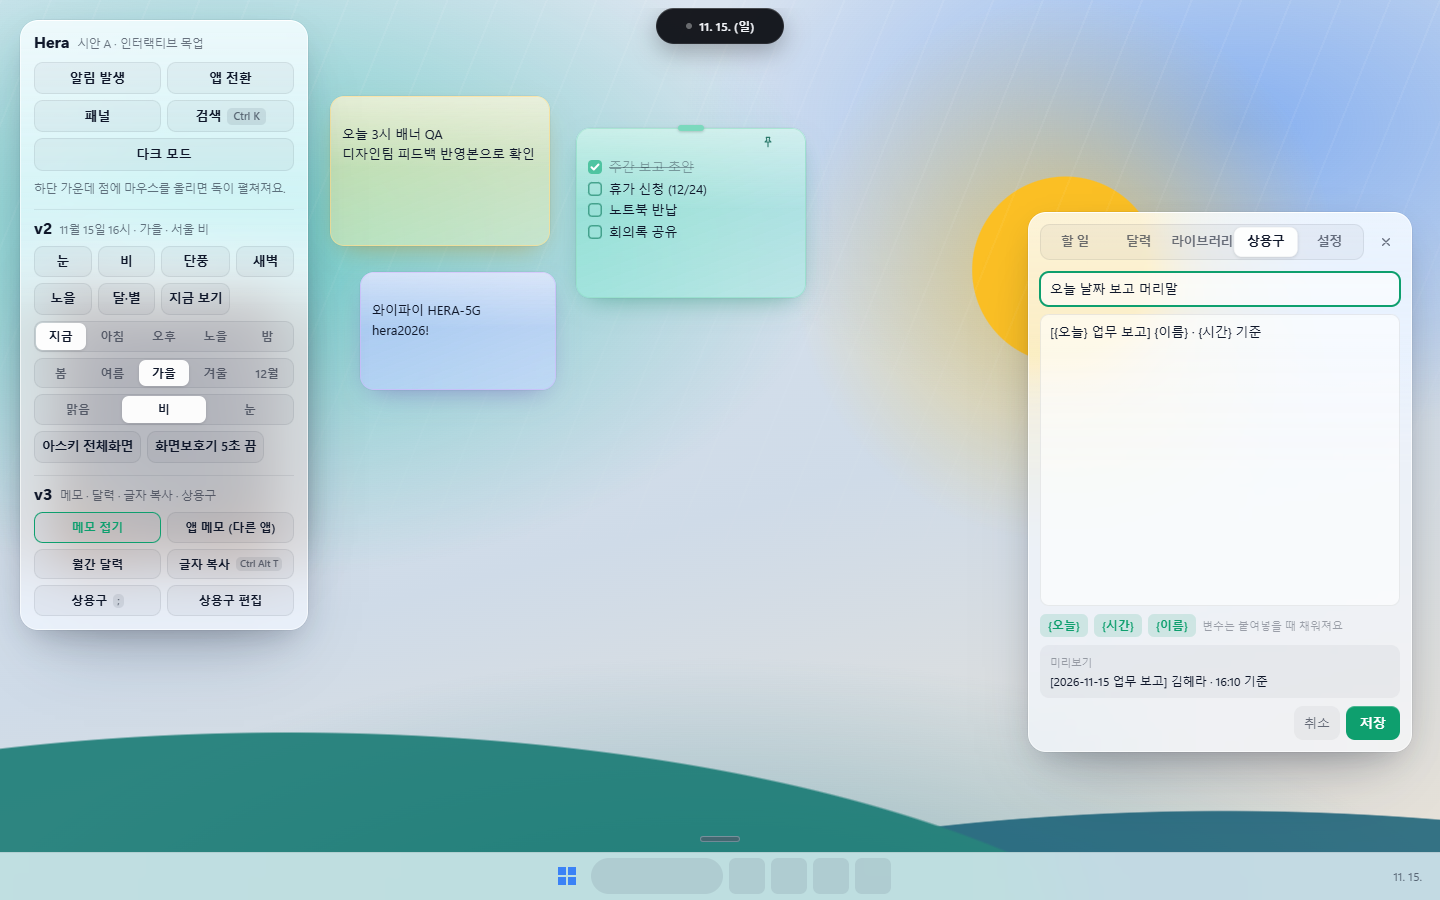 11. 15. (일)
Hera 시안 A · 인터랙티브 목업
알림 발생 앱 전환
패널 검색 Ctrl K
다크 모드
하단 가운데 점에 마우스를 올리면 독이 펼쳐져요.
v2 11월 15일 16시 · 가을 · 서울 비
눈 비 단풍 새벽
노을 달·별 지금 보기
지금 아침 오후 노을 밤
봄 여름 가을 겨울 12월
맑음 비 눈
아스키 전체화면 화면보호기 5초 끔
v3 메모 · 달력 · 글자 복사 · 상용구
메모 접기 앱 메모 (다른 앱)
월간 달력 글자 복사 Ctrl Alt T
상용구 ; 상용구 편집
오늘 3시 배너 QA
디자인팀 피드백 반영본으로 확인
주간 보고 초안
휴가 신청 (12/24)
노트북 반납
회의록 공유
와이파이 HERA-5G
hera2026!
할 일 달력 라이브러리 상용구 설정 ×
오늘 날짜 보고 머리말
[{오늘} 업무 보고] {이름} · {시간} 기준
{오늘} {시간} {이름} 변수는 붙여넣을 때 채워져요
미리보기
[2026-11-15 업무 보고] 김헤라 · 16:10 기준
취소 저장
11. 15.